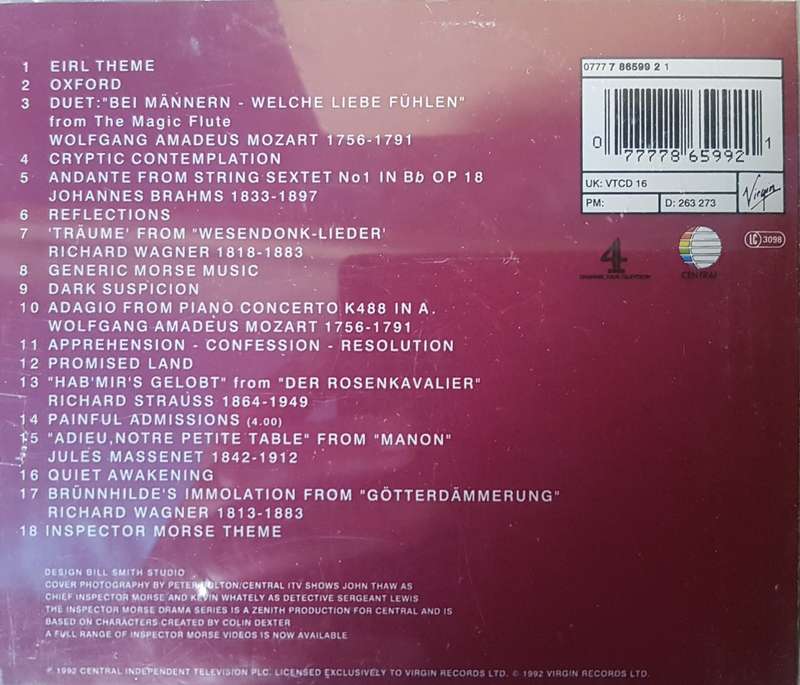 1 EIRL THEME
2 OXFORD
3 DUET:"BEI MÄNNERN - WELCHE LIEBE FÜHLEN"
from The Magic Flute
WOLFGANG AMADEUS MOZART 1756-1791
4 CRYPTIC CONTEMPLATION
5 ANDANTE FROM STRING SEXTET No1 IN Bb OP 18
JOHANNES BRAHMS 1833-1897
6 REFLECTIONS
7 'TRÄUME' FROM "WESENDONK-LIEDER'
RICHARD WAGNER 1818-1883
8 GENERIC MORSE MUSIC
9 DARK SUSPICION
10 ADAGIO FROM PIANO CONCERTO K488 IN A.
WOLFGANG AMADEUS MOZART 1756-1791
11 APPREHENSION - CONFESSION - RESOLUTION
12 PROMISED LAND
13 "HAB'MIR'S GELOBT" from "DER ROSENKAVALIER"
RICHARD STRAUSS 1864-1949
14 PAINFUL ADMISSIONS (4.00)
15 "ADIEU,NOTRE PETITE TABLE" FROM "MANON"
JULES MASSENET 1842-1912
16 QUIET AWAKENING
17 BRÜNNHILDE'S IMMOLATION FROM "GÖTTERDÄMMERUNG"
RICHARD WAGNER 1813-1883
18 INSPECTOR MORSE THEME
DESIGN BILL SMITH STUDIO
COVER PHOTOGRAPHY BY PETER BOLTON/CENTRAL ITV SHOWS JOHN THAW AS
CHIEF INSPECTOR MORSE AND KEVIN WHATELY AS DETECTIVE SERGEANT LEWIS
THE INSPECTOR MORSE DRAMA SERIES IS A ZENITH PRODUCTION FOR CENTRAL AND IS
BASED ON CHARACTERS CREATED BY COLIN DEXTER
A FULL RANGE OF INSPECTOR MORSE VIDEOS IS NOW AVAILABLE
℗ 1992 CENTRAL INDEPENDENT TELEVISION PLC. LICENSED EXCLUSIVELY TO VIRGIN RECORDS LTD. © 1992 VIRGIN RECORDS LTD.
0777 7 86599 2 1
0 77778 65992 1
UK: VTCD 16
PM: D: 263 273
Virgin
4
CHANNEL FOUR TELEVISION
CENTRAL
LC 3098